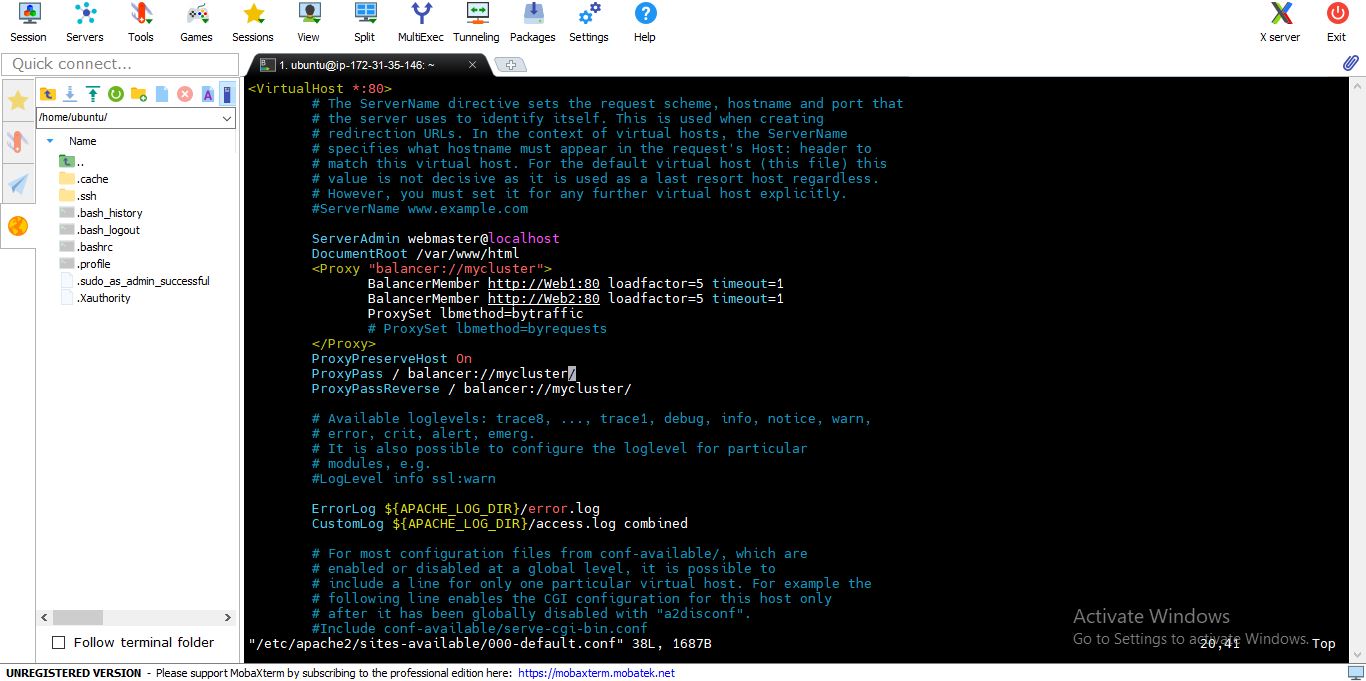 Session Servers Tools Games Sessions View Split MultiExec Tunneling Packages Settings Help X server Exit
Quick connect...
1. ubuntu@ip-172-31-35-146: ~
/home/ubuntu/
Name
..
.cache
.ssh
.bash_history
.bash_logout
.bashrc
.profile
.sudo_as_admin_successful
.Xauthority
Follow terminal folder
<VirtualHost *:80>
# The ServerName directive sets the request scheme, hostname and port that
# the server uses to identify itself. This is used when creating
# redirection URLs. In the context of virtual hosts, the ServerName
# specifies what hostname must appear in the request's Host: header to
# match this virtual host. For the default virtual host (this file) this
# value is not decisive as it is used as a last resort host regardless.
# However, you must set it for any further virtual host explicitly.
#ServerName www.example.com
ServerAdmin webmaster@localhost
DocumentRoot /var/www/html
<Proxy "balancer://mycluster">
BalancerMember http://Web1:80 loadfactor=5 timeout=1
BalancerMember http://Web2:80 loadfactor=5 timeout=1
ProxySet lbmethod=bytraffic
# ProxySet lbmethod=byrequests
</Proxy>
ProxyPreserveHost On
ProxyPass / balancer://mycluster/
ProxyPassReverse / balancer://mycluster/
# Available loglevels: trace8, ..., trace1, debug, info, notice, warn,
# error, crit, alert, emerg.
# It is also possible to configure the loglevel for particular
# modules, e.g.
#LogLevel info ssl:warn
ErrorLog ${APACHE_LOG_DIR}/error.log
CustomLog ${APACHE_LOG_DIR}/access.log combined
# For most configuration files from conf-available/, which are
# enabled or disabled at a global level, it is possible to
# include a line for only one particular virtual host. For example the
# following line enables the CGI configuration for this host only
# after it has been globally disabled with "a2disconf".
#Include conf-available/serve-cgi-bin.conf
"/etc/apache2/sites-available/000-default.conf" 38L, 1687B 20,41 Top
Activate Windows
Go to Settings to activate Windows.
UNREGISTERED VERSION - Please support MobaXterm by subscribing to the professional edition here: https://mobaxterm.mobatek.net